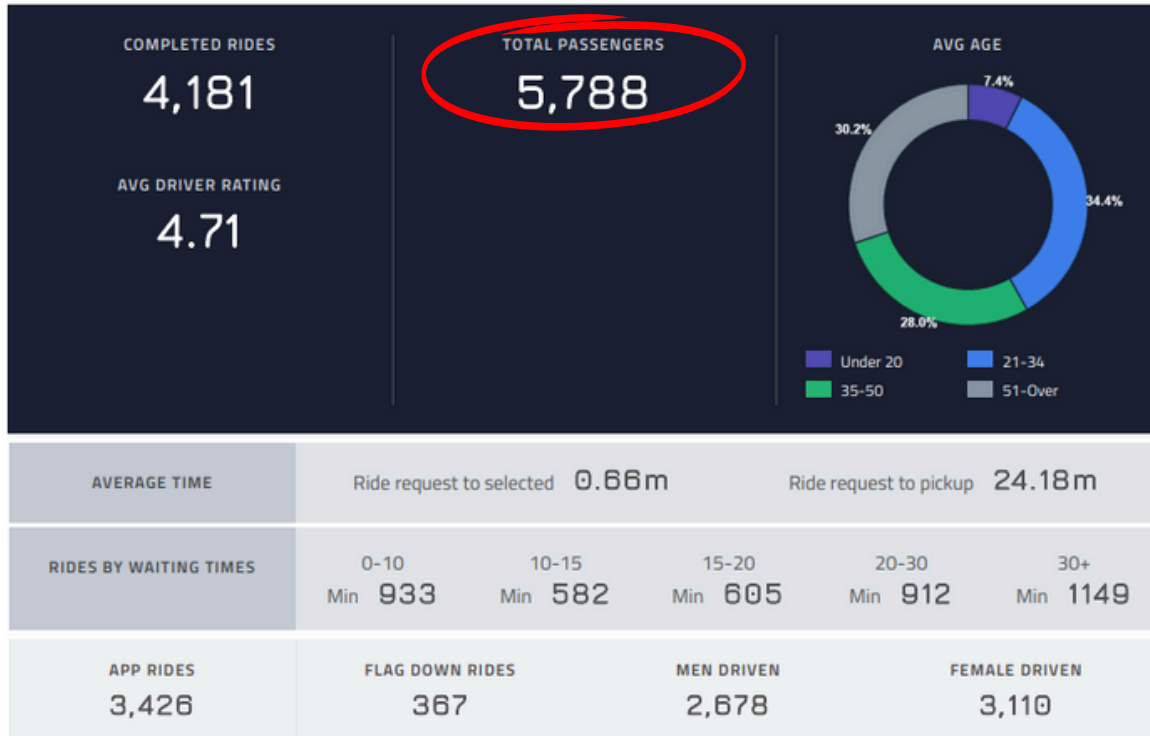 COMPLETED RIDES
4,181
AVG DRIVER RATING
4.71
TOTAL PASSENGERS
5,788
AVG AGE
7.4%
30.2%
34.4%
28.0%
Under 20
21-34
35-50
51-Over
AVERAGE TIME
Ride request to selected 0.66m
Ride request to pickup 24.18m
RIDES BY WAITING TIMES
0-10
Min 933
10-15
Min 582
15-20
Min 605
20-30
Min 912
30+
Min 1149
APP RIDES
3,426
FLAG DOWN RIDES
367
MEN DRIVEN
2,678
FEMALE DRIVEN
3,110